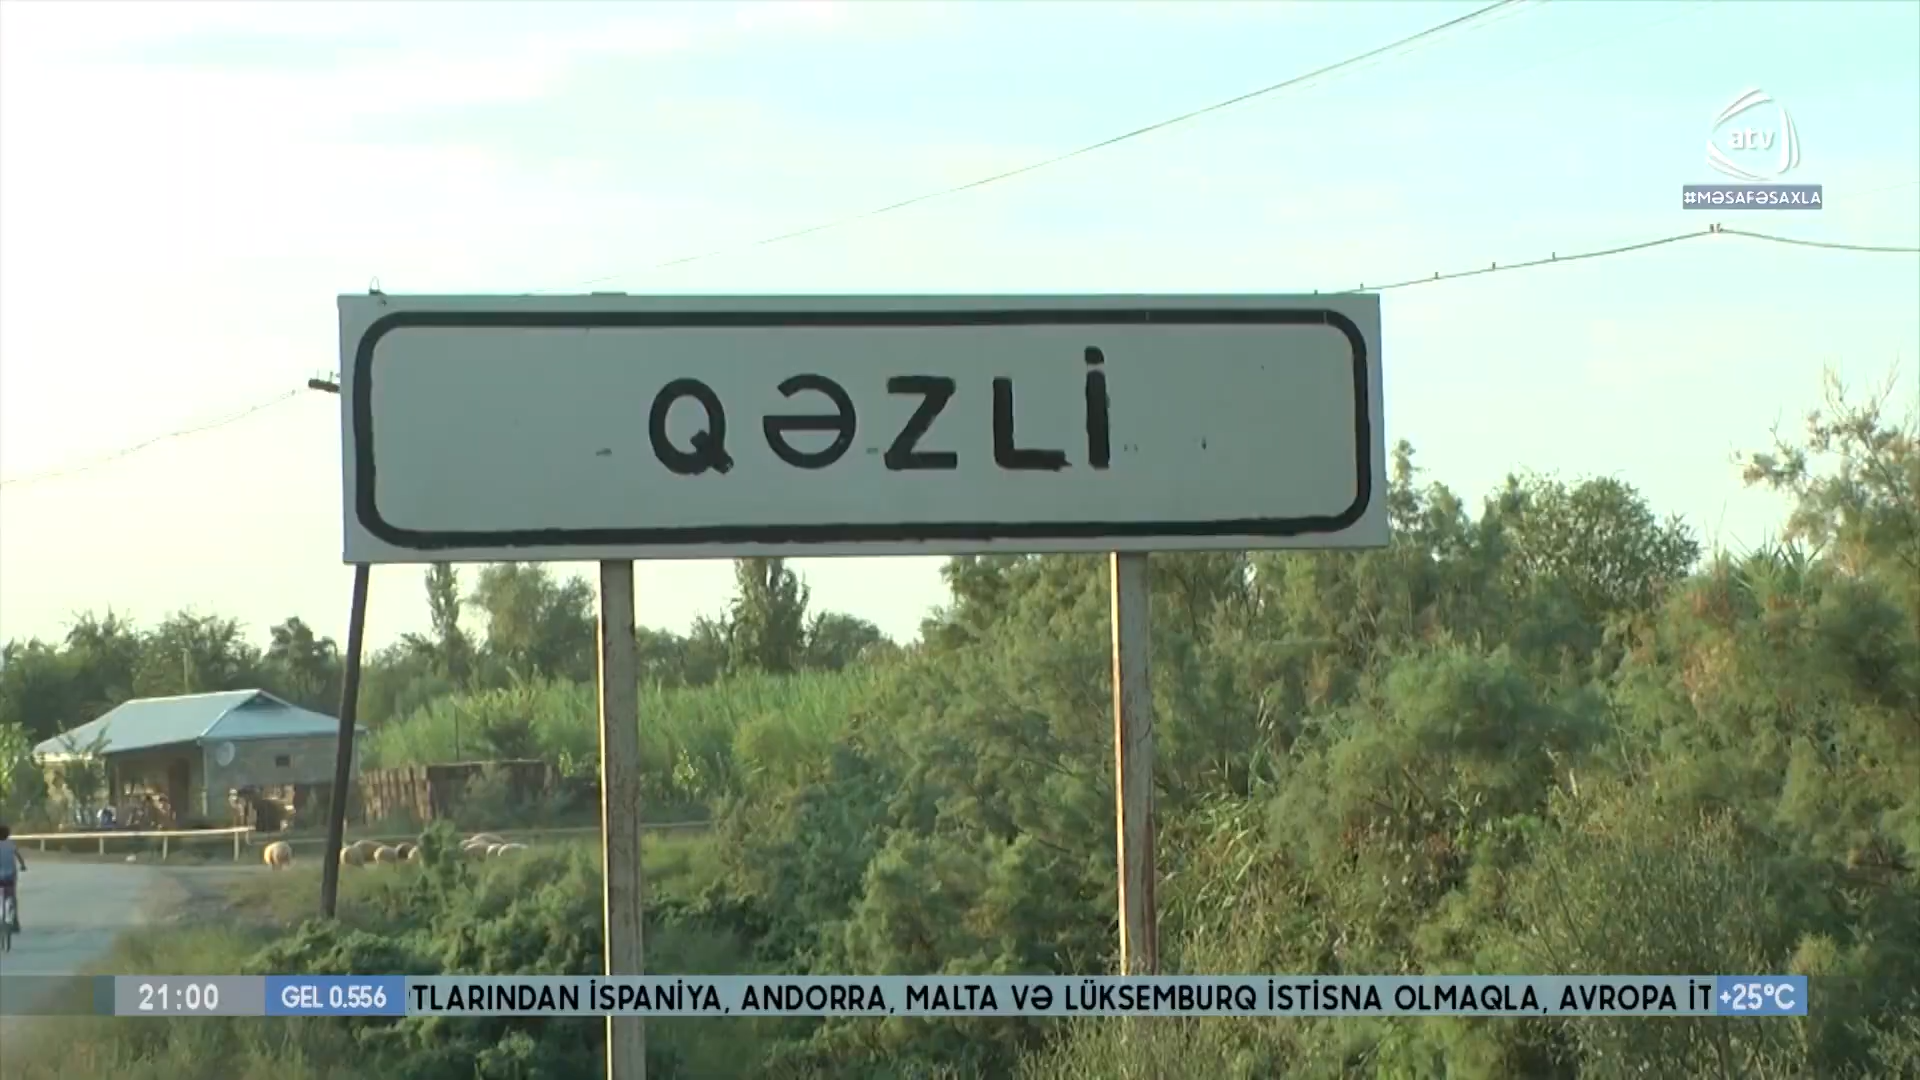 atv
#MƏSAFƏSAXLA
QƏZLİ
21:00 GEL 0.556 TLARINDAN İSPANİYA, ANDORRA, MALTA VƏ LÜKSEMBURQ İSTİSNA OLMAQLA, AVROPA İT +25°C